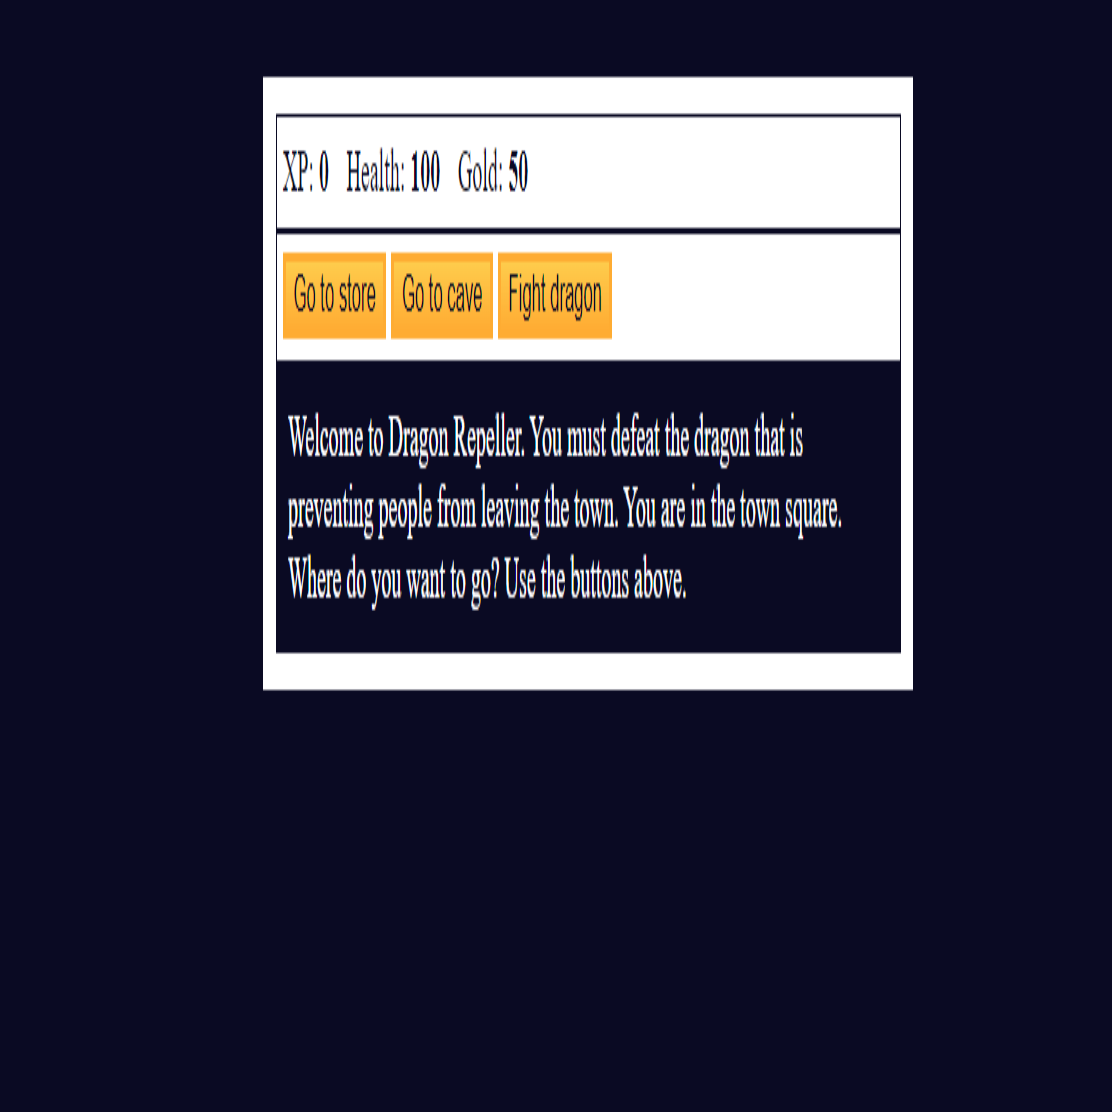 XP: 0 Health: 100 Gold: 50
Go to store Go to cave Fight dragon
Welcome to Dragon Repeller. You must defeat the dragon that is
preventing people from leaving the town. You are in the town square.
Where do you want to go? Use the buttons above.